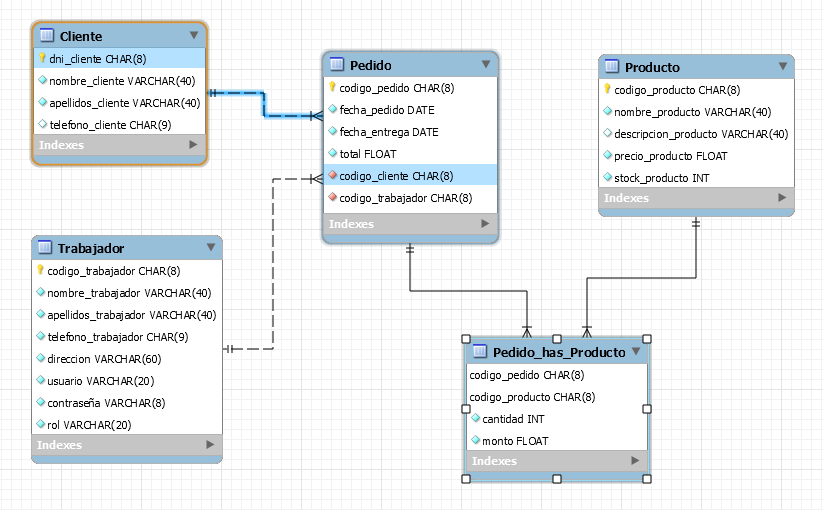 Cliente
dni_cliente CHAR(8)
nombre_cliente VARCHAR(40)
apellidos_cliente VARCHAR(40)
telefono_cliente CHAR(9)
Indexes
Pedido
codigo_pedido CHAR(8)
fecha_pedido DATE
fecha_entrega DATE
total FLOAT
codigo_cliente CHAR(8)
codigo_trabajador CHAR(8)
Indexes
Producto
codigo_producto CHAR(8)
nombre_producto VARCHAR(40)
descripcion_producto VARCHAR(40)
precio_producto FLOAT
stock_producto INT
Indexes
Trabajador
codigo_trabajador CHAR(8)
nombre_trabajador VARCHAR(40)
apellidos_trabajador VARCHAR(40)
telefono_trabajador CHAR(9)
direccion VARCHAR(60)
usuario VARCHAR(20)
contraseña VARCHAR(8)
rol VARCHAR(20)
Indexes
Pedido_has_Producto
codigo_pedido CHAR(8)
codigo_producto CHAR(8)
cantidad INT
monto FLOAT
Indexes